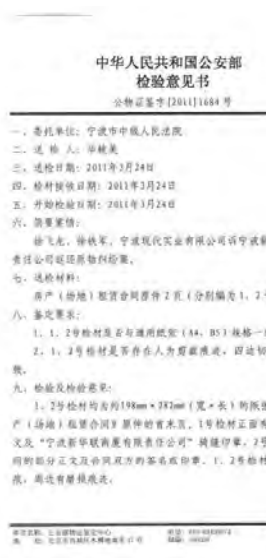 中华人民共和国公安部
检验意见书
公物证鉴字[2011]1684 号
一、委托单位：宁波市中级人民法院
二、送 检 人：
三、送检日期：2011年3月24日
四、检材接收日期：2011年3月24日
五、开始检验日期：2011年3月24日
六、简要案情：
徐飞龙、徐铁军、宁波现代实业有限公司诉宁波
责任公司返还原物纠纷案。
七、送检材料：
房产（场地）租赁合同原件2页（分别编为1、2
八、鉴定要求：
1、1、2号检材是否与通用纸张（A4、B5）规格一
2、1、2号检材是否存在人为剪裁痕迹，四边切
九、检验及检验意见：
1、2号检材均为约198mm×282mm（宽×长）的纸张
产（场地）租赁合同》原件的首末页。1号检材正面
文及“宁波新华联商厦有限责任公司”骑缝印章，2号
同的部分正文及合同双方的签名或印章。1、2号检材
痕，周边有磨损痕迹。